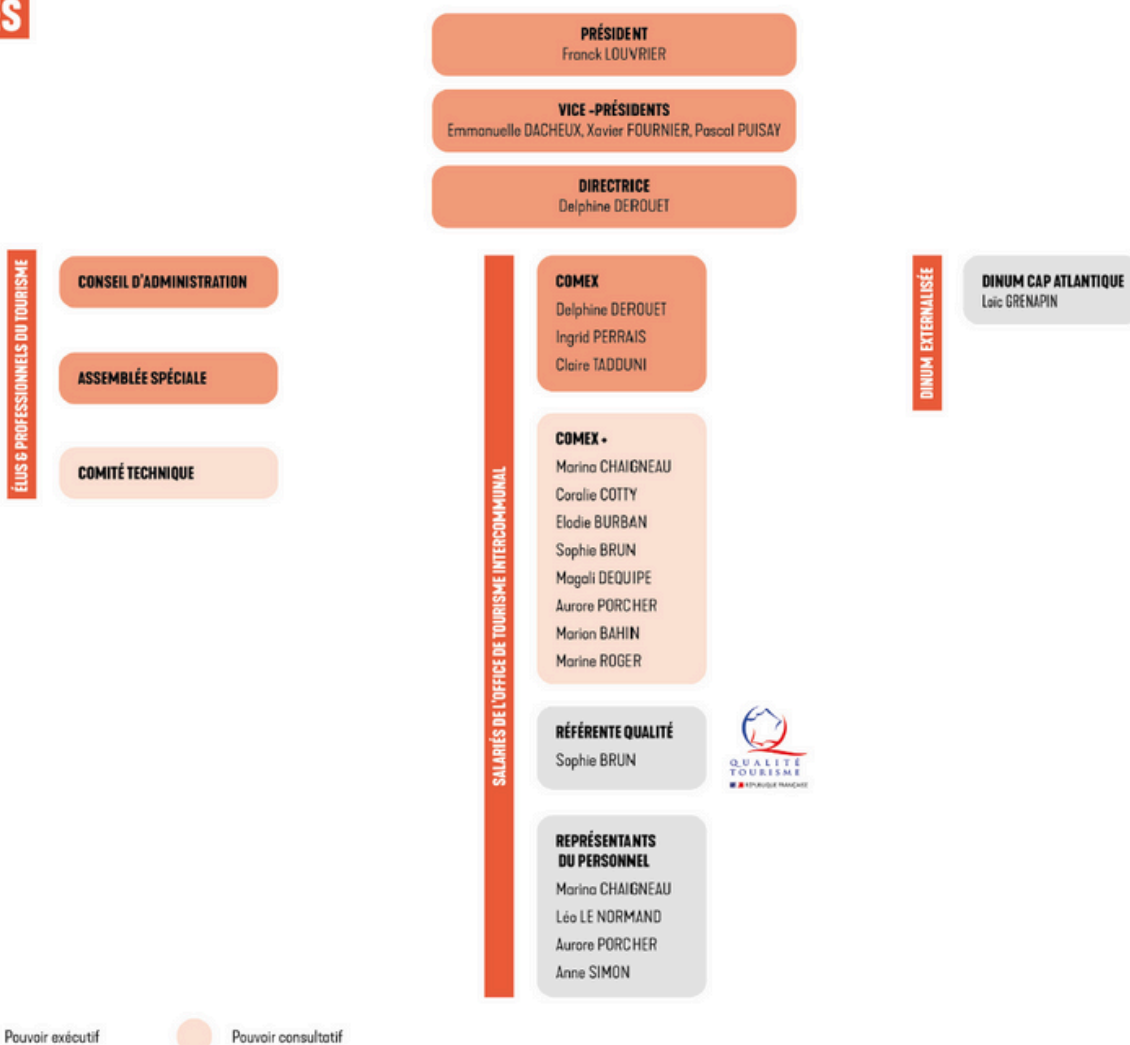 S
PRÉSIDENT
Franck LOUVRIER
VICE -PRÉSIDENTS
Emmanuelle DACHEUX, Xavier FOURNIER, Pascal PUISAY
DIRECTRICE
Delphine DEROUET
ÉLUS & PROFESSIONNELS DU TOURISME
CONSEIL D'ADMINISTRATION
ASSEMBLÉE SPÉCIALE
COMITÉ TECHNIQUE
SALARIÉS DE L'OFFICE DE TOURISME INTERCOMMUNAL
COMEX
Delphine DEROUET
Ingrid PERRAIS
Claire TADDUNI
COMEX +
Marina CHAIGNEAU
Coralie COTTY
Elodie BURBAN
Sophie BRUN
Magali DEQUIPE
Aurore PORCHER
Marion BAHIN
Marine ROGER
RÉFÉRENTE QUALITÉ
Sophie BRUN
QUALITÉ
TOURISME
RÉPUBLIQUE FRANÇAISE
REPRÉSENTANTS
DU PERSONNEL
Marina CHAIGNEAU
Léo LE NORMAND
Aurore PORCHER
Anne SIMON
DINUM EXTERNALISÉE
DINUM CAP ATLANTIQUE
Loïc GRENAPIN
Pouvoir exécutif
Pouvoir consultatif